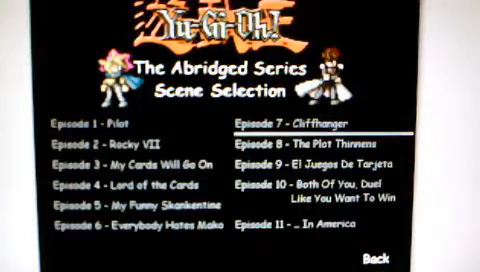 遊戯王
Yu-Gi-Oh!
The Abridged Series
Scene Selection
Episode 1 - Pilot
Episode 2 - Rocky VII
Episode 3 - My Cards Will Go On
Episode 4 - Lord of the Cards
Episode 5 - My Funny Skankentine
Episode 6 - Everybody Hates Mako
Episode 7 - Cliffhanger
Episode 8 - The Plot Thinnens
Episode 9 - El Juegos De Tarjeta
Episode 10 - Both Of You, Duel
Like You Want To Win
Episode 11 - ... In America
Back